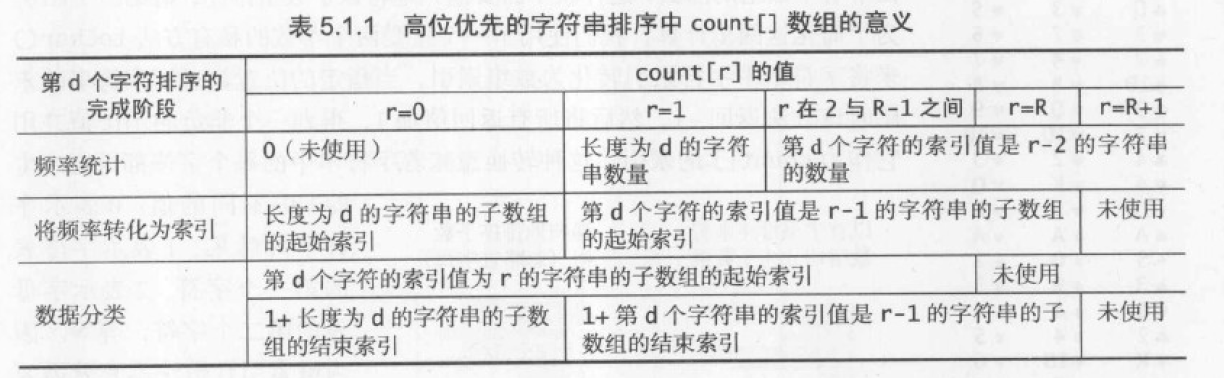 表 5.1.1 高位优先的字符串排序中 count[] 数组的意义
第 d 个字符排序的
完成阶段
count[r] 的值
r=0 r=1 r 在 2 与 R-1 之间 r=R r=R+1
频率统计
0（未使用）
长度为 d 的字符
串数量
第 d 个字符的索引值是 r-2 的字符串
的数量
将频率转化为索引
长度为 d 的字符串的子数组
的起始索引
第 d 个字符的索引值是 r-1 的字符串的子数组
的起始索引
未使用
数据分类
第 d 个字符的索引值为 r 的字符串的子数组的起始索引
未使用
1+ 长度为 d 的字符串的子数
组的结束索引
1+ 第 d 个字符的索引值是 r-1 的字符串的子
数组的结束索引
未使用